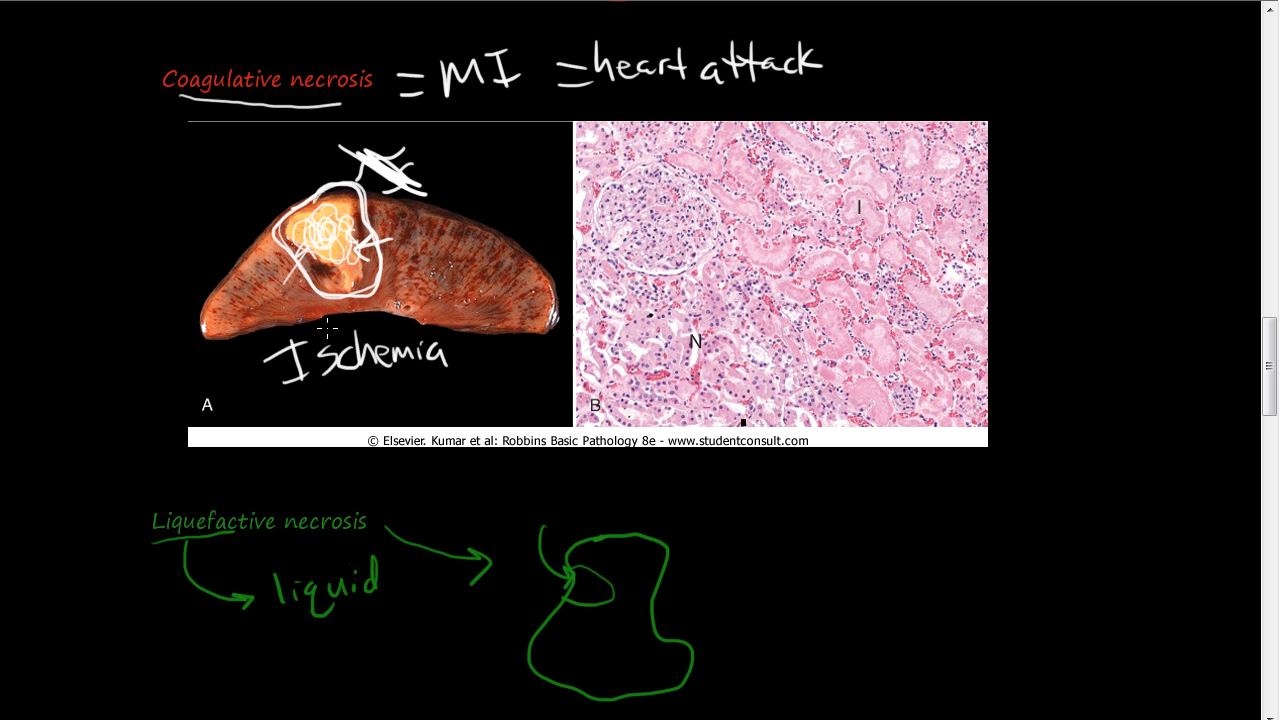 Coagulative necrosis = MI = heart attack
I
N
Ischemia
A
B
© Elsevier. Kumar et al: Robbins Basic Pathology 8e - www.studentconsult.com
Liquefactive necrosis
liquid